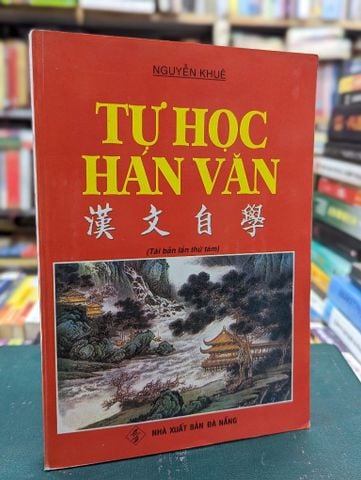 NGUYỄN KHUÊ
TỰ HỌC
HÁN VĂN
漢文自學
(Tái bản lần thứ tám)
NHÀ XUẤT BẢN ĐÀ NẴNG